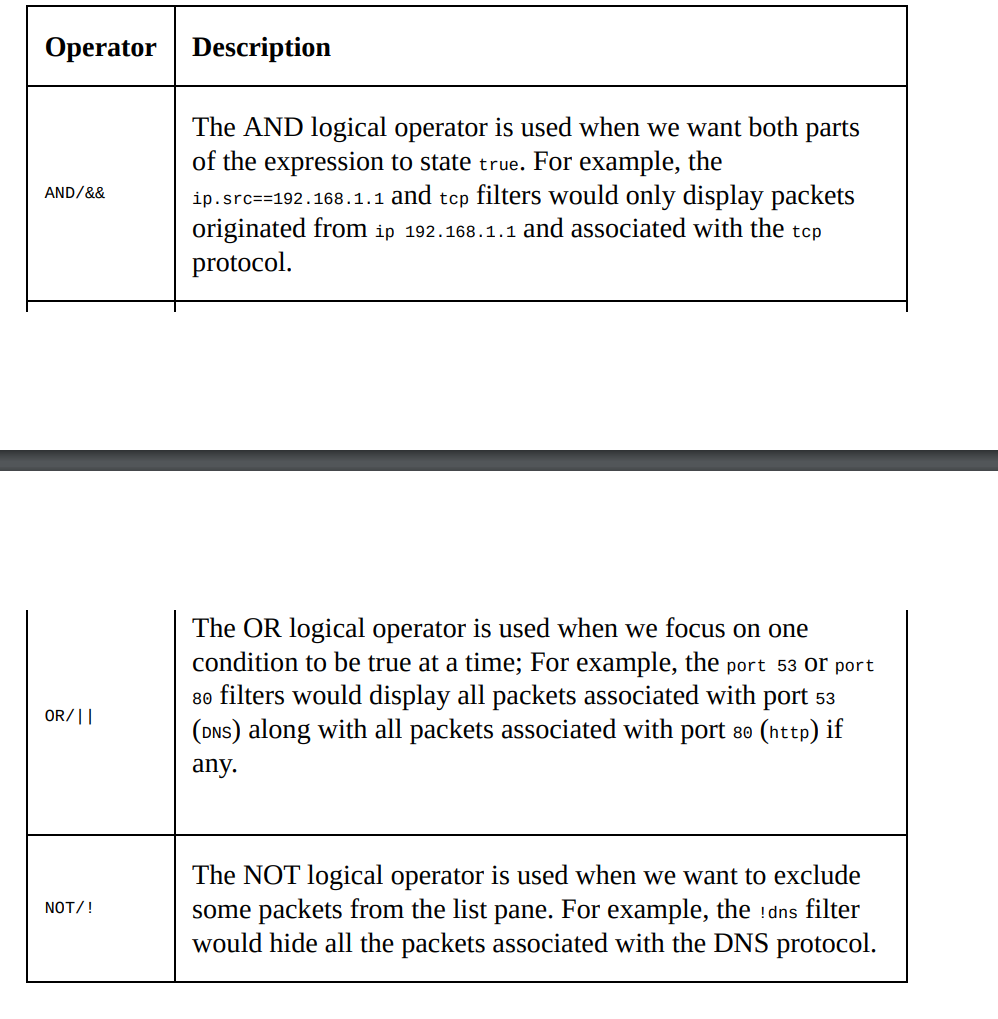 Operator Description
The AND logical operator is used when we want both parts
of the expression to state true. For example, the
AND/&&
ip.src==192.168.1.1 and tcp filters would only display packets
originated from ip 192.168.1.1 and associated with the tcp
protocol.
The OR logical operator is used when we focus on one
condition to be true at a time; For example, the port 53 or port
80 filters would display all packets associated with port 53
OR/||
(DNS) along with all packets associated with port 80 (http) if
any.
The NOT logical operator is used when we want to exclude
NOT/!
some packets from the list pane. For example, the !dns filter
would hide all the packets associated with the DNS protocol.